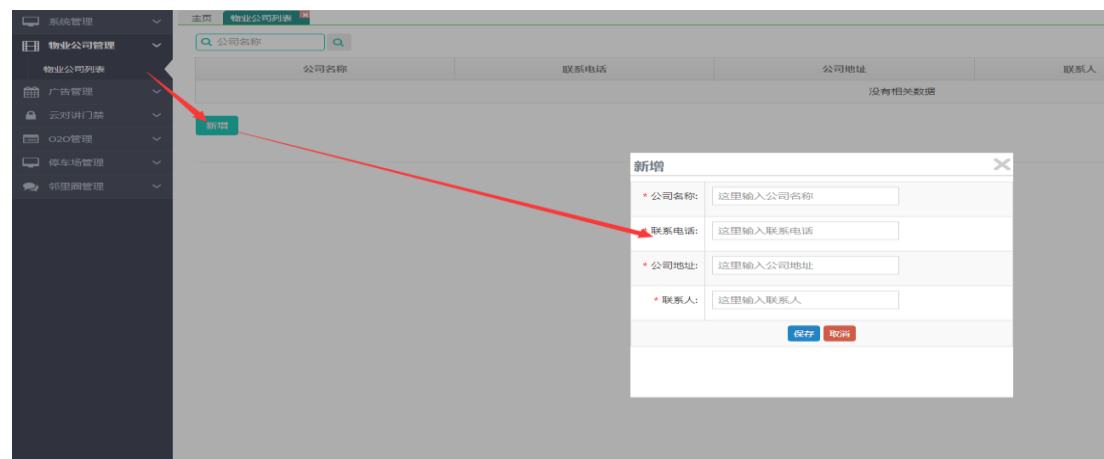 系统管理
物业公司管理
物业公司列表
广告管理
云对讲门禁
O2O管理
停车场管理
邻里圈管理
主页 物业公司列表
公司名称
公司名称 联系电话 公司地址 联系人
没有相关数据
新增
新增
* 公司名称: 这里输入公司名称
* 联系电话: 这里输入联系电话
* 公司地址: 这里输入公司地址
* 联系人: 这里输入联系人
保存 取消